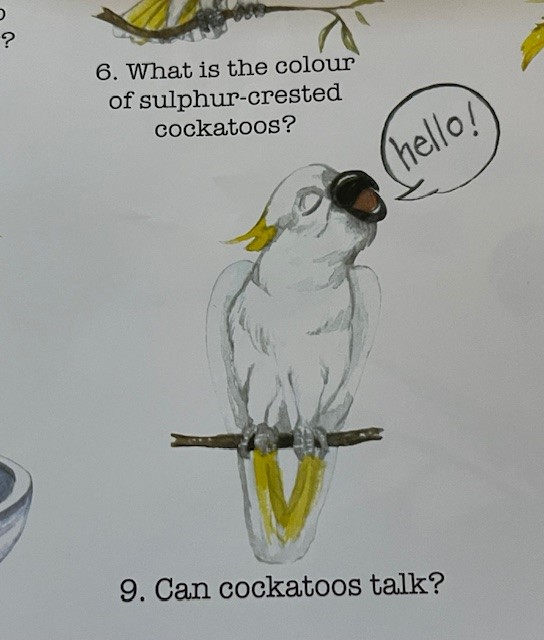 ?
6. What is the colour
of sulphur-crested
cockatoos?
hello!
9. Can cockatoos talk?